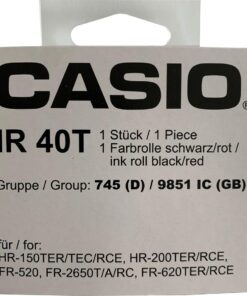 CASIO®
IR 40T 1 Stück / 1 Piece
1 Farbrolle schwarz/rot /
ink roll black/red
Gruppe / Group: 745 (D) / 9851 IC (GB)
für / for:
HR-150TER/TEC/RCE, HR-200TER/RCE,
FR-520, FR-2650T/A/RC, FR-620TER/RCE